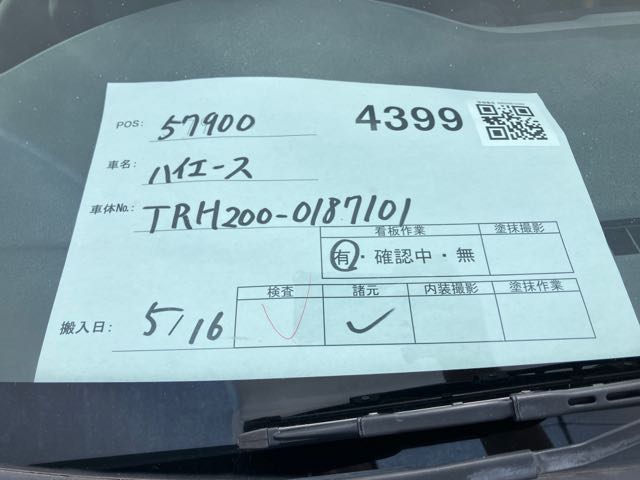 POS: 57900 4399
車名: ハイエース
車体No.: TRH200-0187101
看板作業 塗抹撮影
有・確認中・無
検査 諸元 内装撮影 塗抹作業
搬入日: 5/16 ✓ ✓